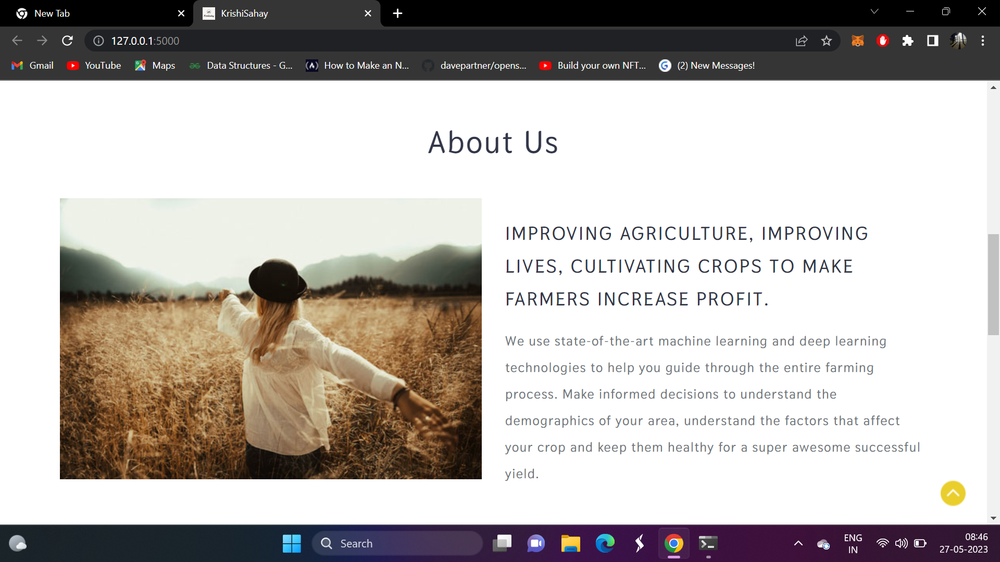 New Tab
KrishiSahay
127.0.0.1:5000
Gmail
YouTube
Maps
Data Structures - G...
How to Make an N...
davepartner/opens...
Build your own NFT...
(2) New Messages!
About Us
IMPROVING AGRICULTURE, IMPROVING
LIVES, CULTIVATING CROPS TO MAKE
FARMERS INCREASE PROFIT.
We use state-of-the-art machine learning and deep learning
technologies to help you guide through the entire farming
process. Make informed decisions to understand the
demographics of your area, understand the factors that affect
your crop and keep them healthy for a super awesome successful
yield.
Search
ENG
IN
08:46
27-05-2023